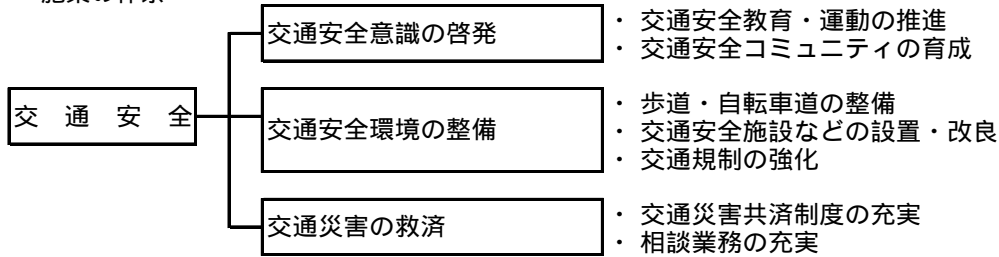 施策の体系
交通安全意識の啓発
・ 交通安全教育・運動の推進
・ 交通安全コミュニティの育成
交 通 安 全
交通安全環境の整備
・ 歩道・自転車道の整備
・ 交通安全施設などの設置・改良
・ 交通規制の強化
交通災害の救済
・ 交通災害共済制度の充実
・ 相談業務の充実